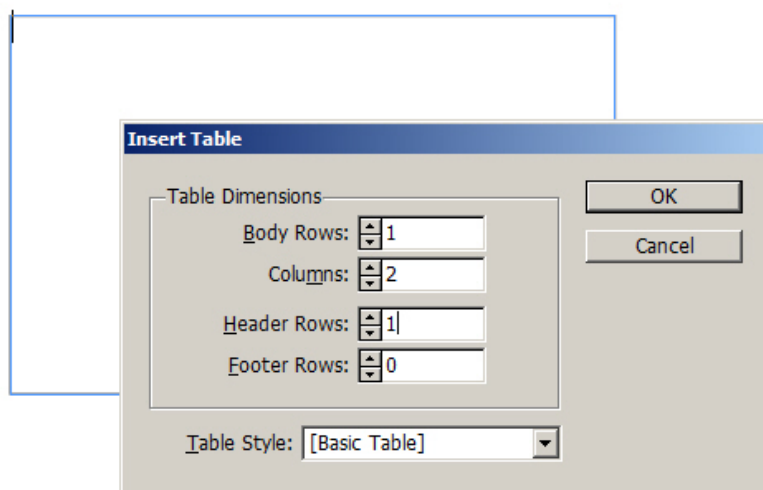 Insert Table
Table Dimensions
Body Rows: 1
Columns: 2
Header Rows: 1
Footer Rows: 0
Table Style: [Basic Table]
OK
Cancel